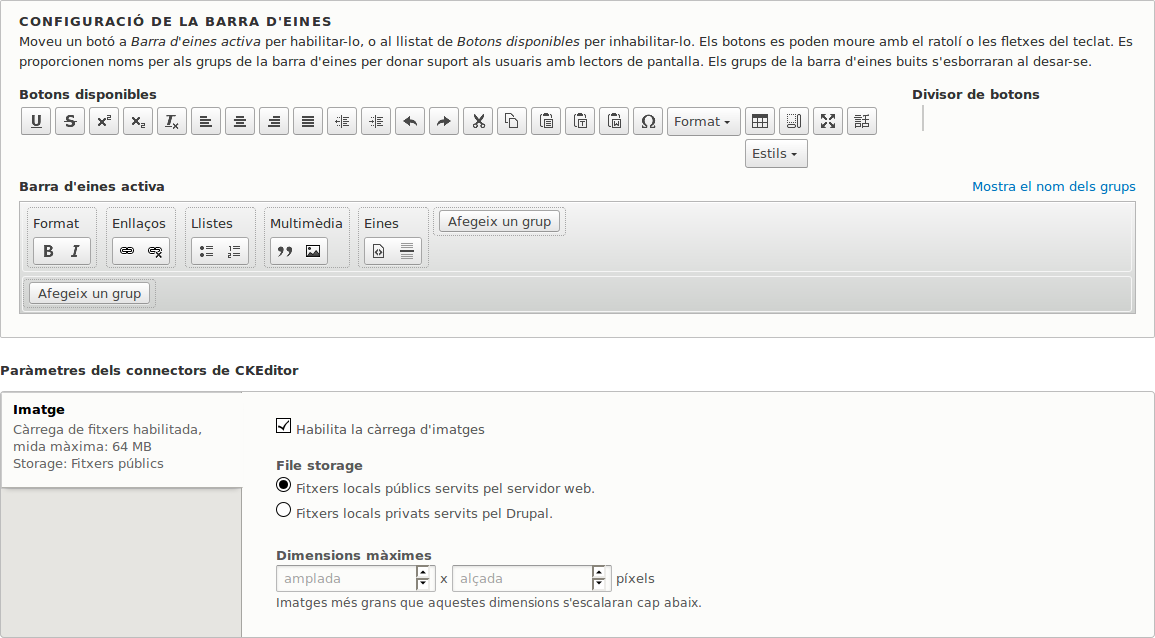 CONFIGURACIÓ DE LA BARRA D'EINES
Moveu un botó a Barra d'eines activa per habilitar-lo, o al llistat de Botons disponibles per inhabilitar-lo. Els botons es poden moure amb el ratolí o les fletxes del teclat. Es
proporcionen noms per als grups de la barra d'eines per donar suport als usuaris amb lectors de pantalla. Els grups de la barra d'eines buits s'esborraran al desar-se.
Botons disponibles
Divisor de botons
U S x² x₂ Ix Ω Format
Estils
Barra d'eines activa
Mostra el nom dels grups
Format Enllaços Llistes Multimèdia Eines Afegeix un grup
B I
Afegeix un grup
Paràmetres dels connectors de CKEditor
Imatge
Càrrega de fitxers habilitada,
mida màxima: 64 MB
Storage: Fitxers públics
Habilita la càrrega d'imatges
File storage
Fitxers locals públics servits pel servidor web.
Fitxers locals privats servits pel Drupal.
Dimensions màximes
amplada x alçada píxels
Imatges més grans que aquestes dimensions s'escalaran cap abaix.